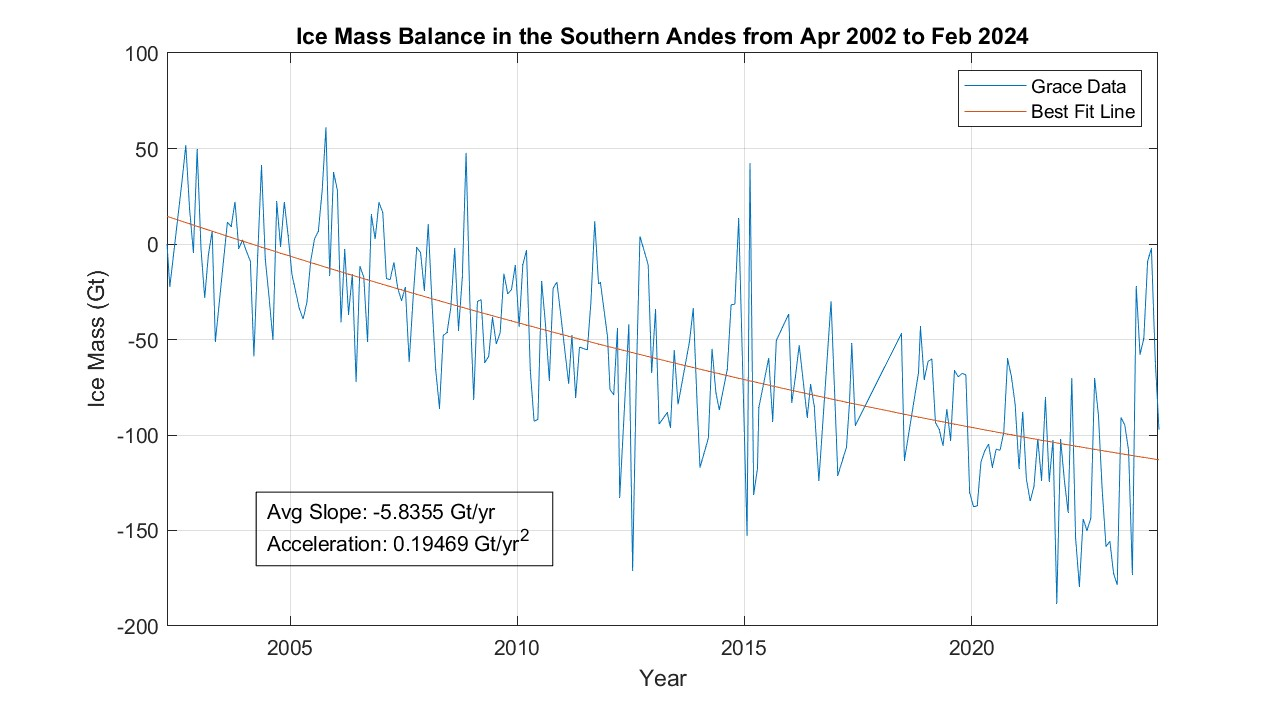 Ice Mass Balance in the Southern Andes from Apr 2002 to Feb 2024
Grace Data
Best Fit Line
100
50
0
-50
-100
-150
-200
Ice Mass (Gt)
Avg Slope: -5.8355 Gt/yr
Acceleration: 0.19469 Gt/yr²
2005 2010 2015 2020
Year